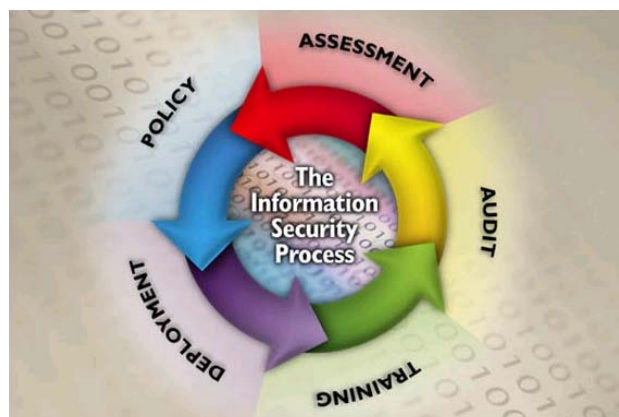 ASSESSMENT
POLICY
AUDIT
The
Information
Security
Process
DEPLOYMENT
TRAINING